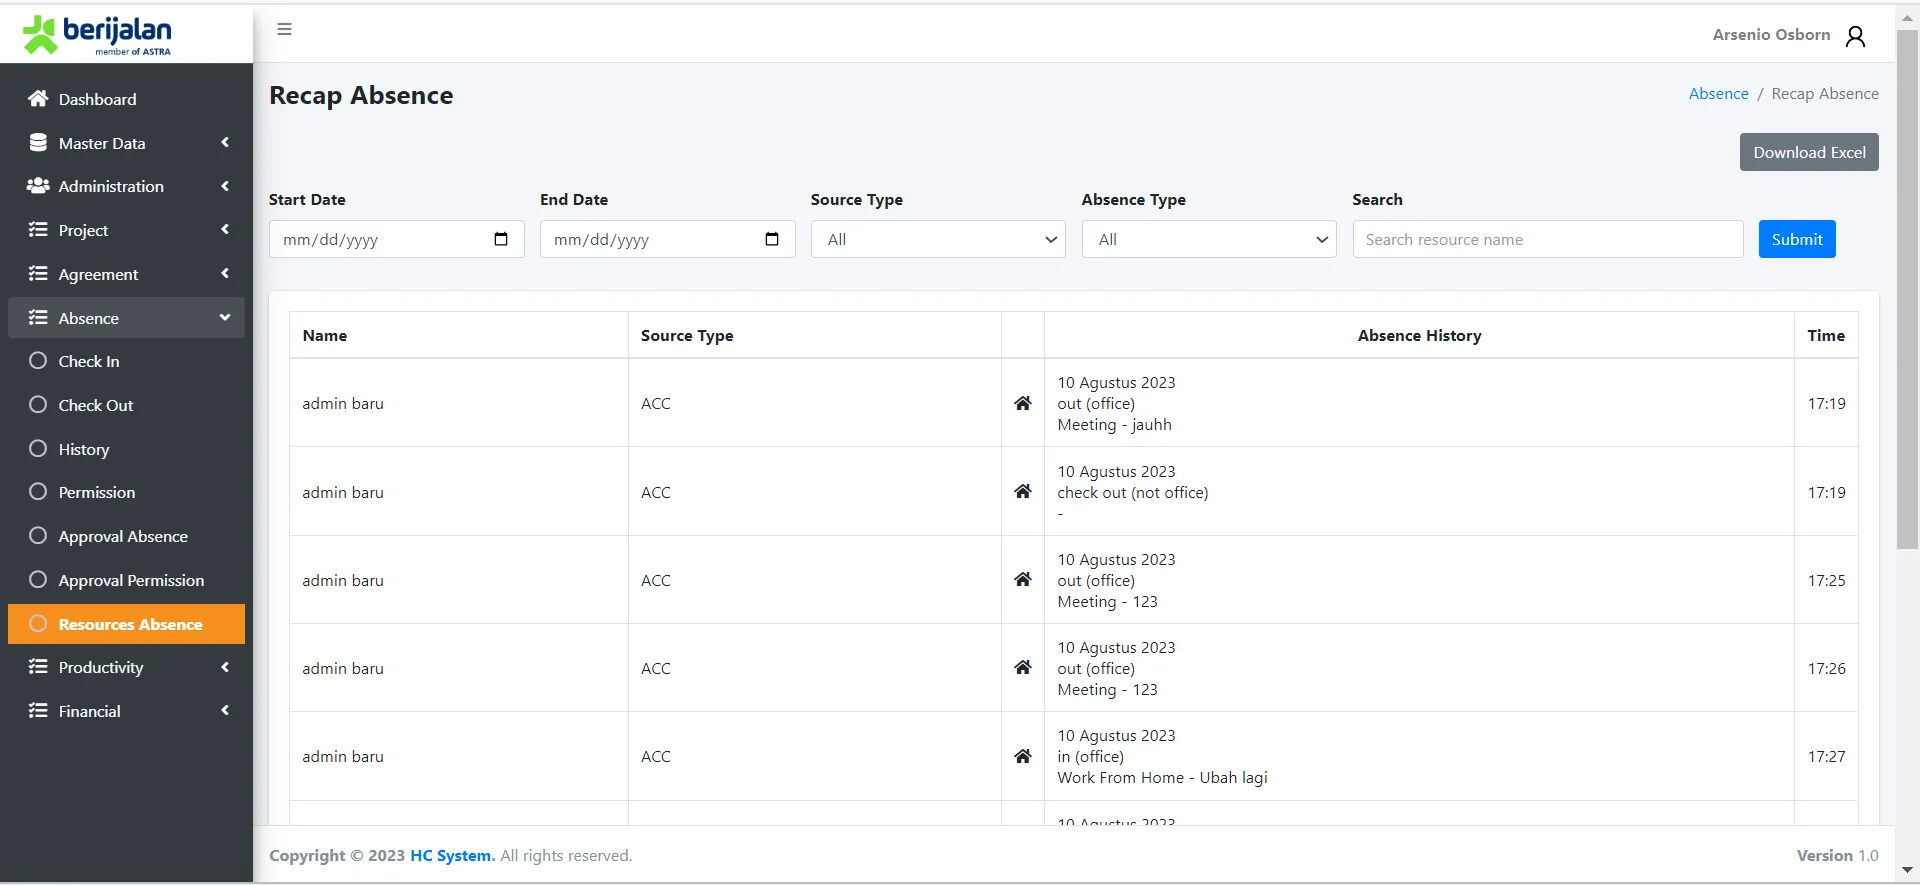 berijalan
member of ASTRA
Arsenio Osborn
Dashboard
Master Data
Administration
Project
Agreement
Absence
Check In
Check Out
History
Permission
Approval Absence
Approval Permission
Resources Absence
Productivity
Financial
Recap Absence
Absence / Recap Absence
Download Excel
Start Date End Date Source Type Absence Type Search
mm/dd/yyyy mm/dd/yyyy All All Search resource name Submit
Name Source Type Absence History Time
10 Agustus 2023
admin baru ACC out (office) 17:19
Meeting - jauhh
10 Agustus 2023
admin baru ACC check out (not office) 17:19
-
10 Agustus 2023
admin baru ACC out (office) 17:25
Meeting - 123
10 Agustus 2023
admin baru ACC out (office) 17:26
Meeting - 123
10 Agustus 2023
admin baru ACC in (office) 17:27
Work From Home - Ubah lagi
10 Agustus 2023
Copyright © 2023 HC System. All rights reserved.
Version 1.0